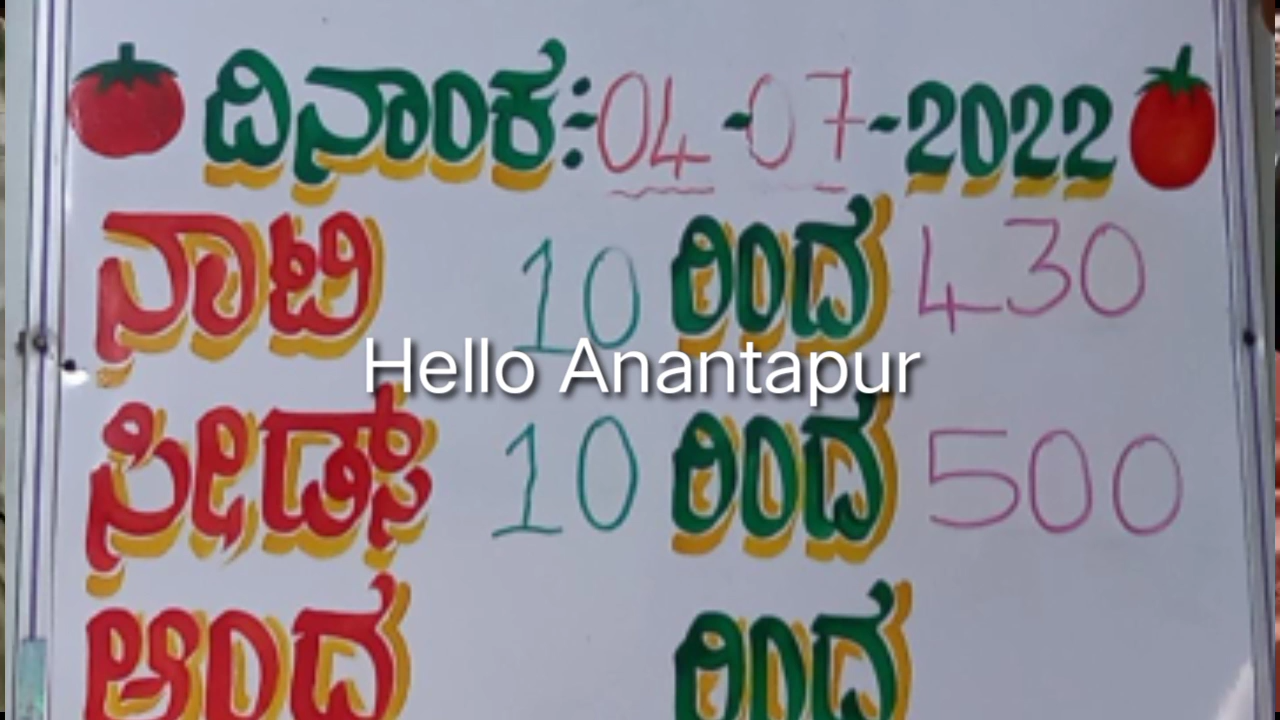 ದಿನಾಂಕ:-04-07-2022
ನಾಟಿ 10 ರಿಂದ 430
Hello Anantapur
ಸೀಡ್ಸ್ 10 ರಿಂದ 500
ಆಂದ ರಿಂದ